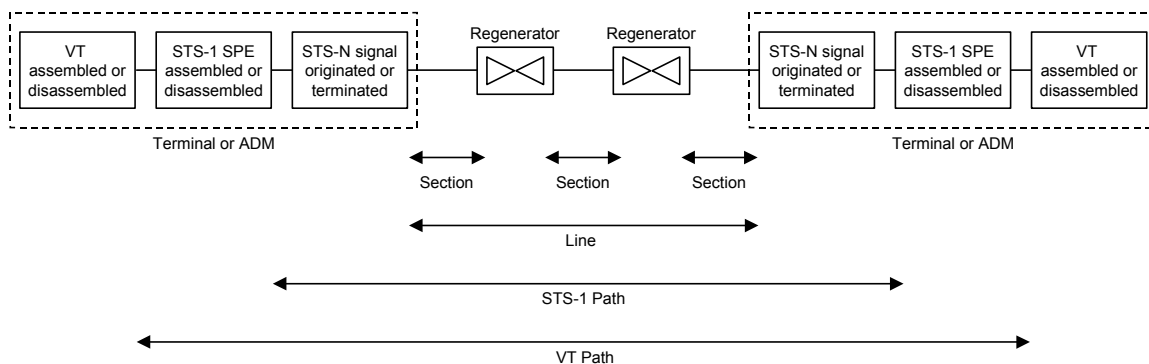 VT
assembled or
disassembled
STS-1 SPE
assembled or
disassembled
STS-N signal
originated or
terminated
Regenerator
Regenerator
STS-N signal
originated or
terminated
STS-1 SPE
assembled or
disassembled
VT
assembled or
disassembled
Terminal or ADM
Terminal or ADM
Section
Section
Section
Line
STS-1 Path
VT Path